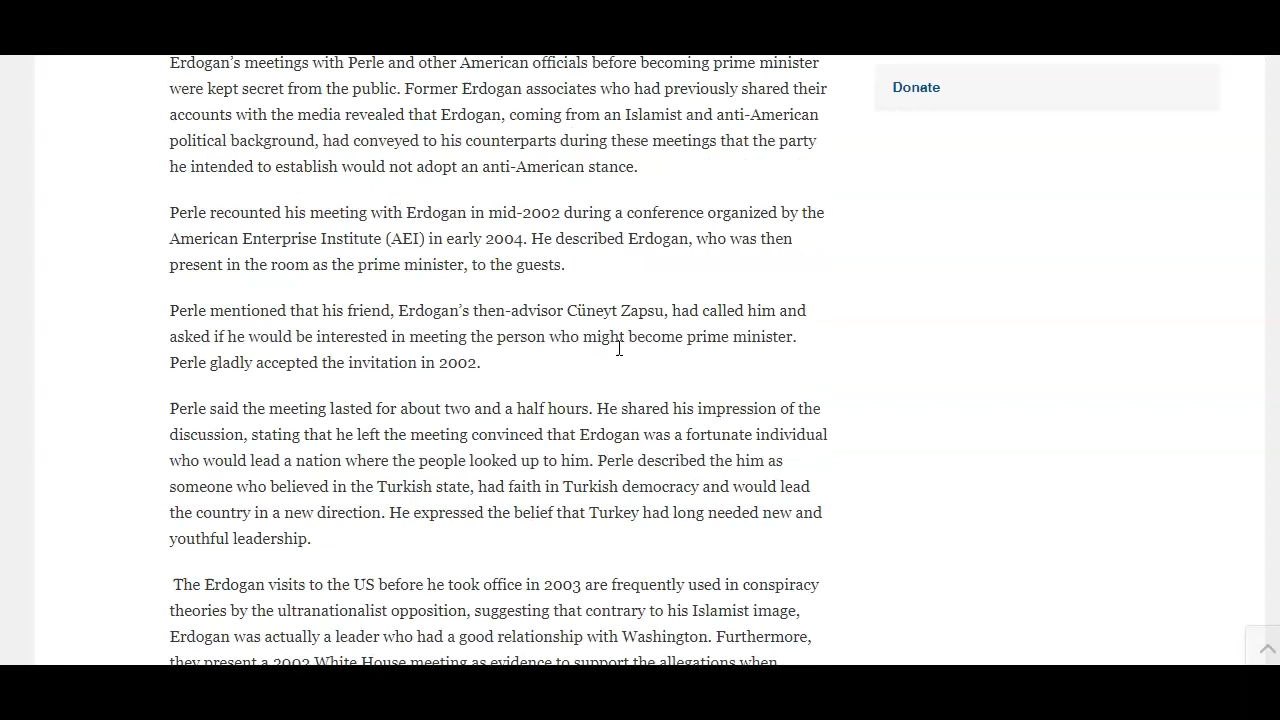 Erdogan's meetings with Perle and other American officials before becoming prime minister
were kept secret from the public. Former Erdogan associates who had previously shared their
accounts with the media revealed that Erdogan, coming from an Islamist and anti-American
political background, had conveyed to his counterparts during these meetings that the party
he intended to establish would not adopt an anti-American stance.
Perle recounted his meeting with Erdogan in mid-2002 during a conference organized by the
American Enterprise Institute (AEI) in early 2004. He described Erdogan, who was then
present in the room as the prime minister, to the guests.
Perle mentioned that his friend, Erdogan's then-advisor Cüneyt Zapsu, had called him and
asked if he would be interested in meeting the person who might become prime minister.
Perle gladly accepted the invitation in 2002.
Perle said the meeting lasted for about two and a half hours. He shared his impression of the
discussion, stating that he left the meeting convinced that Erdogan was a fortunate individual
who would lead a nation where the people looked up to him. Perle described the him as
someone who believed in the Turkish state, had faith in Turkish democracy and would lead
the country in a new direction. He expressed the belief that Turkey had long needed new and
youthful leadership.
The Erdogan visits to the US before he took office in 2003 are frequently used in conspiracy
theories by the ultranationalist opposition, suggesting that contrary to his Islamist image,
Erdogan was actually a leader who had a good relationship with Washington. Furthermore,
they present a 2002 White House meeting as evidence to support the allegations when
Donate